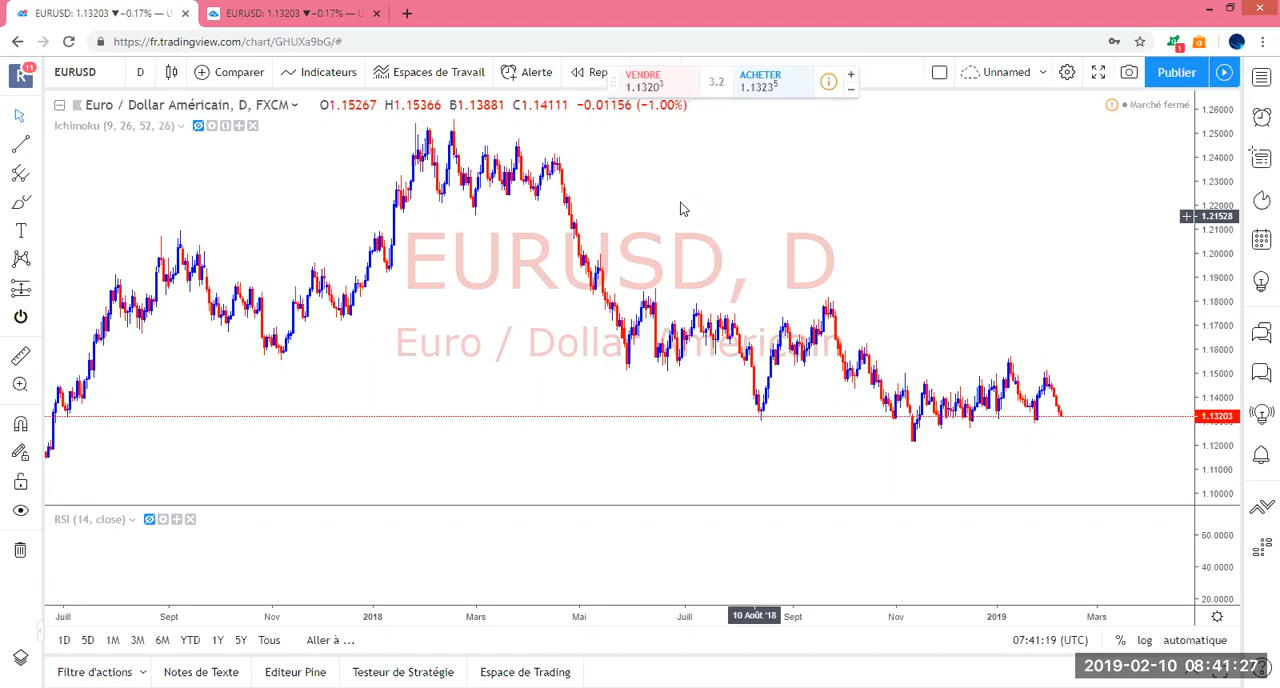 EURUSD: 1.13203 ▼−0.17% — U
EURUSD: 1.13203 ▼−0.17% — U
https://fr.tradingview.com/chart/GHUXa9bG/#
1
R 11
EURUSD D Comparer Indicateurs Espaces de Travail Alerte Rep
VENDRE
1.1320³
3.2
ACHETER
1.1323⁵
Unnamed
Publier
Euro / Dollar Américain, D, FXCM O1.15267 H1.15366 B1.13881 C1.14111 −0.01156 (−1.00%)
Marché fermé
Ichimoku (9, 26, 52, 26)
EURUSD, D
Euro / Dollar Américain
1.26000
1.25000
1.24000
1.23000
1.22000
1.21528
1.21000
1.20000
1.19000
1.18000
1.17000
1.16000
1.15000
1.14000
1.13203
1.12000
1.11000
1.10000
RSI (14, close)
60.0000
40.0000
20.0000
Juill Sept Nov 2018 Mars Mai Juill 10 Août '18 Sept Nov 2019 Mars
1D 5D 1M 3M 6M YTD 1Y 5Y Tous Aller à ... 07:41:19 (UTC) % log automatique
Filtre d'actions Notes de Texte Editeur Pine Testeur de Stratégie Espace de Trading
2019-02-10 08:41:27